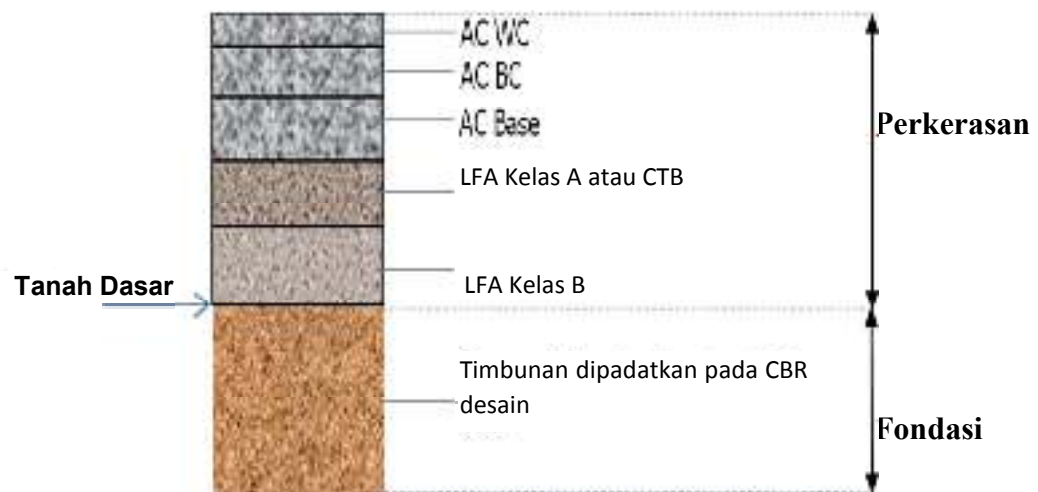 AC WC
AC BC
AC Base
Perkerasan
LFA Kelas A atau CTB
Tanah Dasar
LFA Kelas B
Timbunan dipadatkan pada CBR
desain
Fondasi